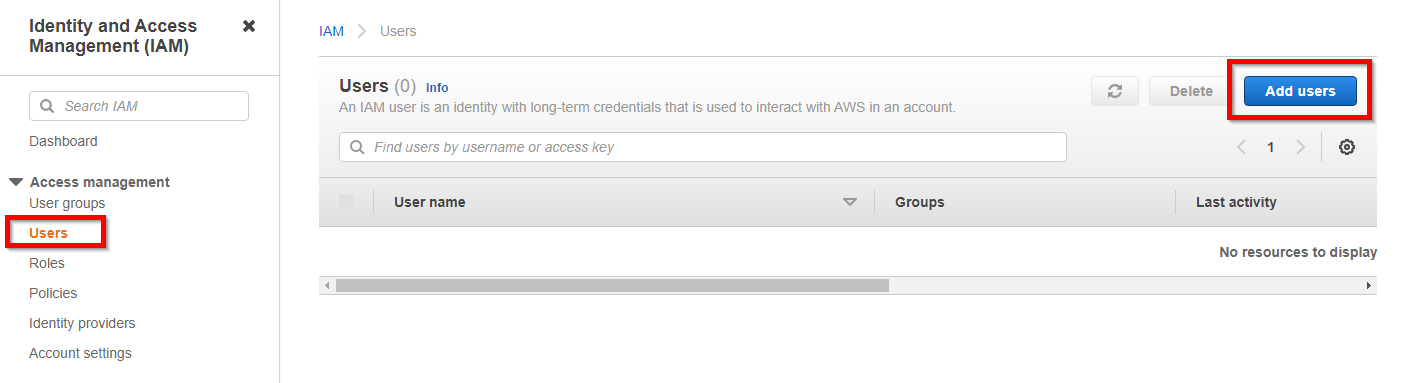 Identity and Access
Management (IAM)
Search IAM
Dashboard
Access management
User groups
Users
Roles
Policies
Identity providers
Account settings
IAM > Users
Users (0) Info
An IAM user is an identity with long-term credentials that is used to interact with AWS in an account.
Delete
Add users
Find users by username or access key
1
User name Groups Last activity
No resources to display